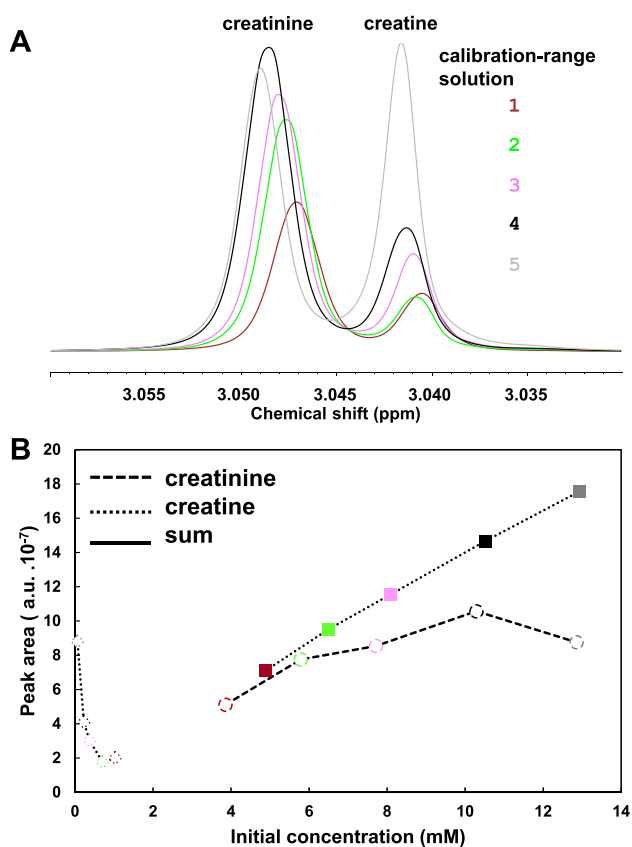 A
creatinine creatine
calibration-range
solution
1
2
3
4
5
3.055 3.050 3.045 3.040 3.035
Chemical shift (ppm)
B
creatinine
creatine
sum
20
18
16
14
12
10
8
6
4
2
0
Peak area ( a.u. .10-7)
0 2 4 6 8 10 12 14
Initial concentration (mM)